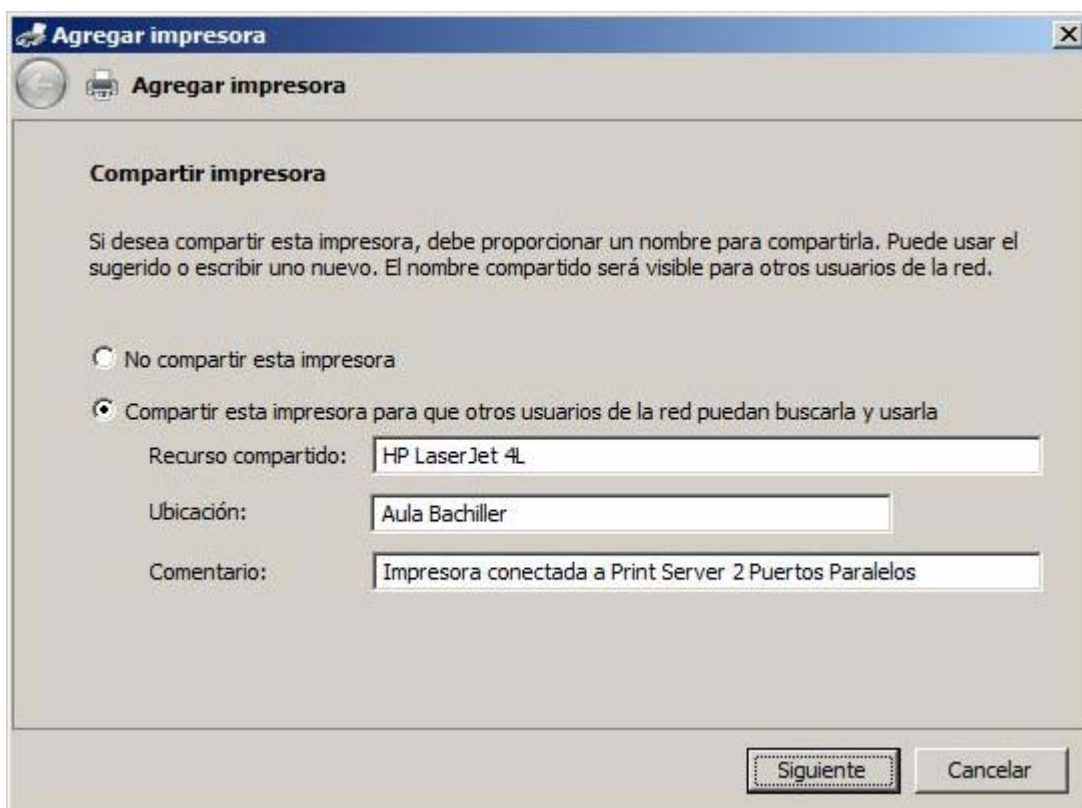 Agregar impresora
Agregar impresora
Compartir impresora
Si desea compartir esta impresora, debe proporcionar un nombre para compartirla. Puede usar el
sugerido o escribir uno nuevo. El nombre compartido será visible para otros usuarios de la red.
No compartir esta impresora
Compartir esta impresora para que otros usuarios de la red puedan buscarla y usarla
Recurso compartido: HP LaserJet 4L
Ubicación: Aula Bachiller
Comentario: Impresora conectada a Print Server 2 Puertos Paralelos
Siguiente Cancelar